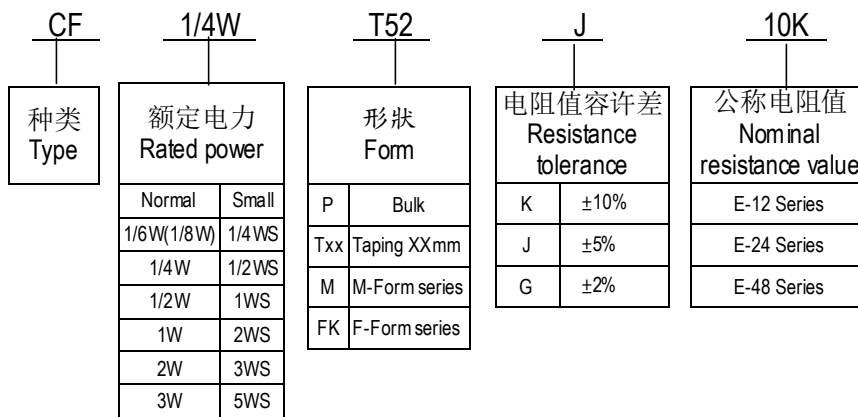 CF 1/4W T52 J 10K
种类
Type
额定电力
Rated power
Normal Small
1/6W(1/8W) 1/4WS
1/4W 1/2WS
1/2W 1WS
1W 2WS
2W 3WS
3W 5WS
形狀
Form
P Bulk
Txx Taping XXmm
M M-Form series
FK F-Form series
电阻值容许差
Resistance
tolerance
K ±10%
J ±5%
G ±2%
公称电阻值
Nominal
resistance value
E-12 Series
E-24 Series
E-48 Series